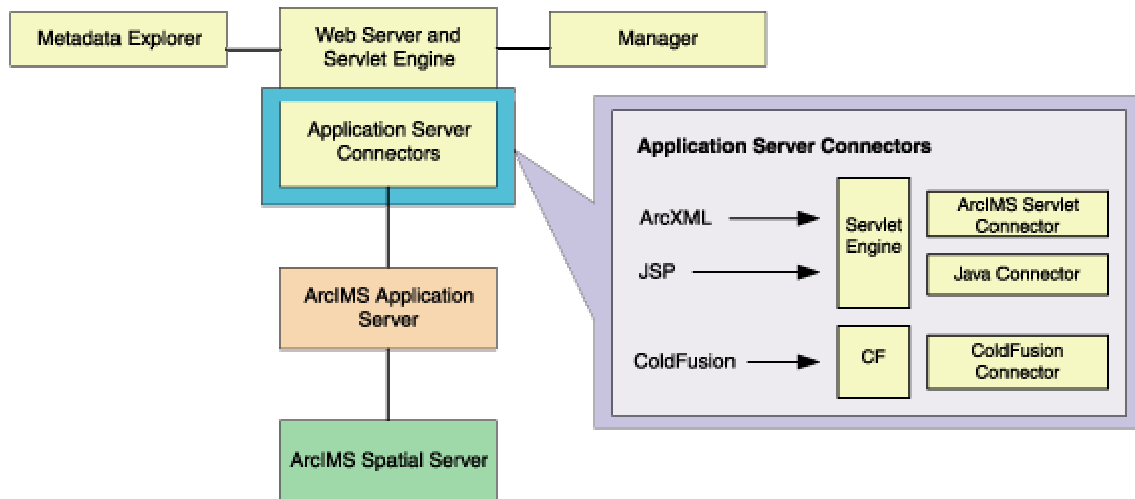 Metadata Explorer
Web Server and
Servlet Engine
Manager
Application Server
Connectors
ArcIMS Application
Server
ArcIMS Spatial Server
Application Server Connectors
ArcXML
JSP
Servlet
Engine
ArcIMS Servlet
Connector
Java Connector
ColdFusion
CF
ColdFusion
Connector